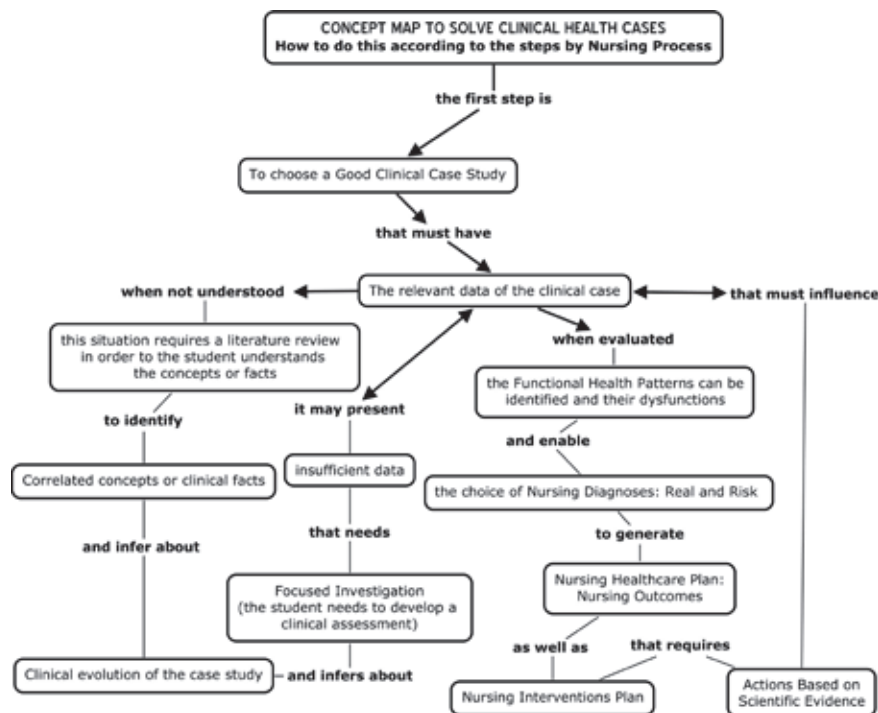 CONCEPT MAP TO SOLVE CLINICAL HEALTH CASES
How to do this according to the steps by Nursing Process
the first step is
To choose a Good Clinical Case Study
that must have
The relevant data of the clinical case
when not understood
this situation requires a literature review
in order to the student understands
the concepts or facts
to identify
Correlated concepts or clinical facts
and infer about
Clinical evolution of the case study
it may present
insufficient data
that needs
Focused Investigation
(the student needs to develop a
clinical assessment)
and infers about
when evaluated
the Functional Health Patterns can be
identified and their dysfunctions
and enable
the choice of Nursing Diagnoses: Real and Risk
to generate
Nursing Healthcare Plan:
Nursing Outcomes
as well as
Nursing Interventions Plan
that requires
Actions Based on
Scientific Evidence
that must influence